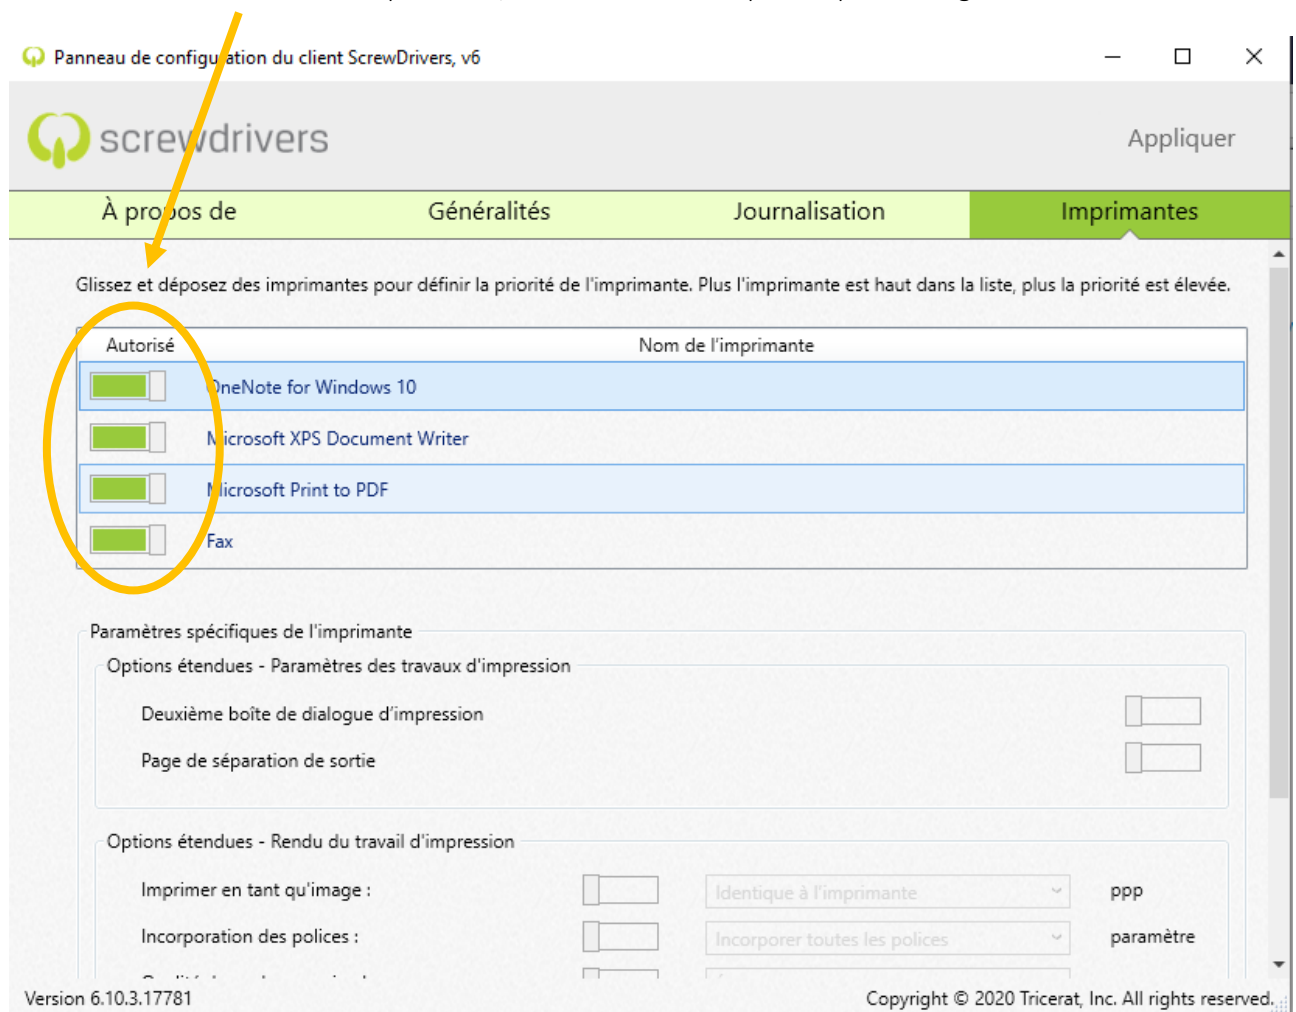 Panneau de configuration du client ScrewDrivers, v6
screwdrivers
Appliquer
À propos de
Généralités
Journalisation
Imprimantes
Glissez et déposez des imprimantes pour définir la priorité de l'imprimante. Plus l'imprimante est haut dans la liste, plus la priorité est élevée.
Autorisé Nom de l'imprimante
OneNote for Windows 10
Microsoft XPS Document Writer
Microsoft Print to PDF
Fax
Paramètres spécifiques de l'imprimante
Options étendues - Paramètres des travaux d'impression
Deuxième boîte de dialogue d’impression
Page de séparation de sortie
Options étendues - Rendu du travail d'impression
Imprimer en tant qu'image : Identique à l'imprimante ppp
Incorporation des polices : Incorporer toutes les polices paramètre
Version 6.10.3.17781
Copyright © 2020 Tricerat, Inc. All rights reserved.